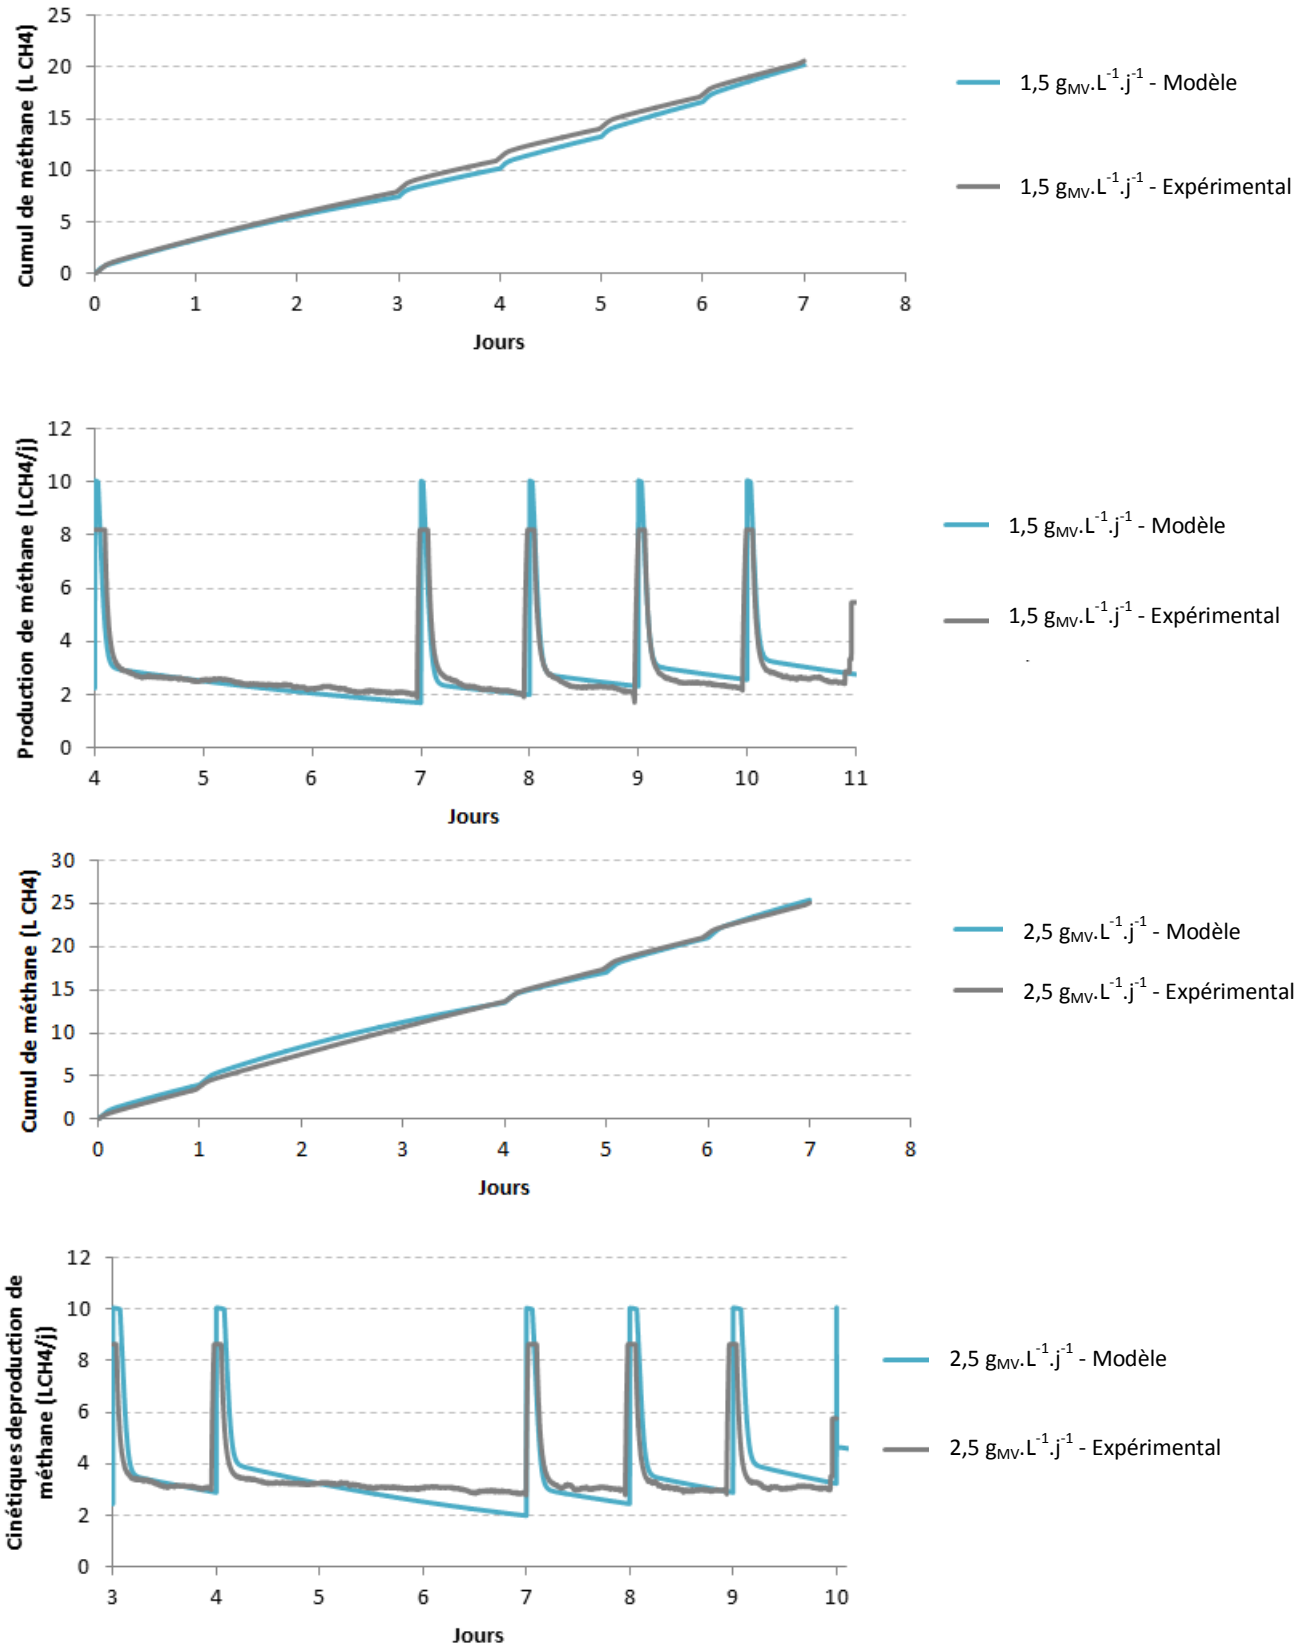 Cumul de méthane (L CH4)
25
20
15
10
5
0
0 1 2 3 4 5 6 7 8
Jours
1,5 gMV.L-1.j-1 - Modèle
1,5 gMV.L-1.j-1 - Expérimental
Production de méthane (LCH4/j)
12
10
8
6
4
2
0
4 5 6 7 8 9 10 11
Jours
1,5 gMV.L-1.j-1 - Modèle
1,5 gMV.L-1.j-1 - Expérimental
Cumul de méthane (L CH4)
30
25
20
15
10
5
0
0 1 2 3 4 5 6 7 8
Jours
2,5 gMV.L-1.j-1 - Modèle
2,5 gMV.L-1.j-1 - Expérimental
Cinétiques deproduction de
méthane (LCH4/j)
12
10
8
6
4
2
0
3 4 5 6 7 8 9 10
Jours
2,5 gMV.L-1.j-1 - Modèle
2,5 gMV.L-1.j-1 - Expérimental